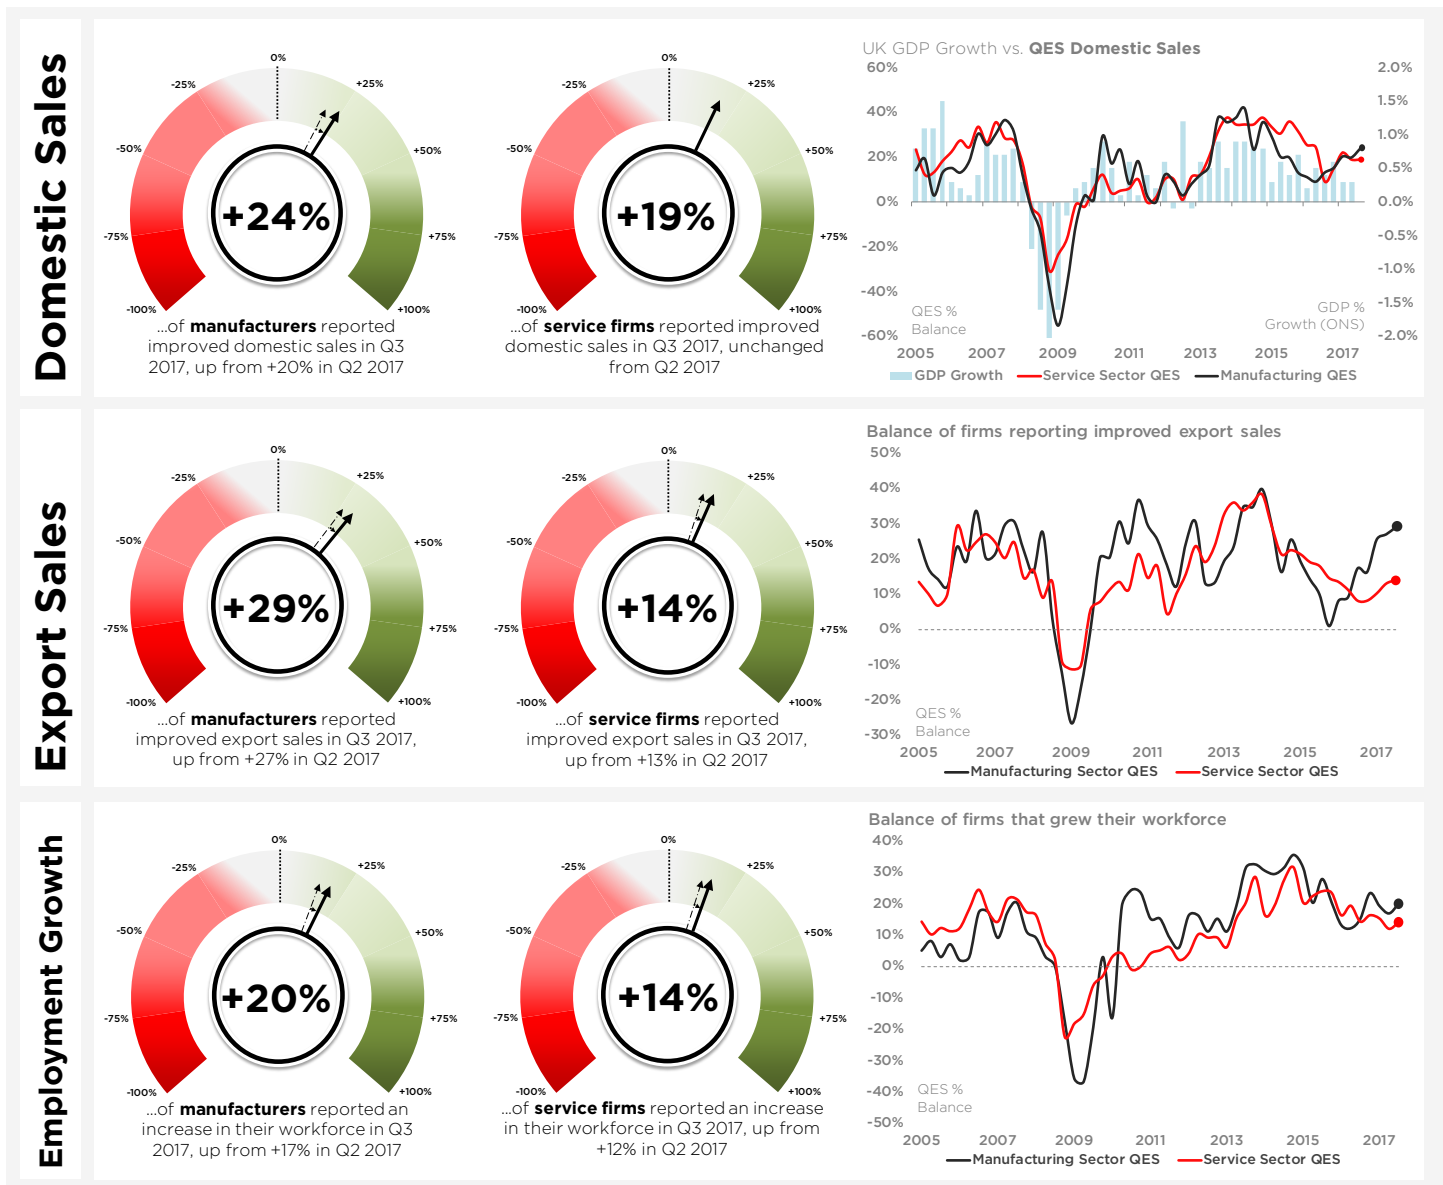 Domestic Sales
0%
-25%
+25%
-50%
+50%
-75%
+75%
-100%
+100%
+24%
...of manufacturers reported
improved domestic sales in Q3
2017, up from +20% in Q2 2017
0%
-25%
+25%
-50%
+50%
-75%
+75%
-100%
+100%
+19%
...of service firms reported improved
domestic sales in Q3 2017, unchanged
from Q2 2017
UK GDP Growth vs. QES Domestic Sales
60%
40%
20%
0%
-20%
-40%
-60%
2.0%
1.5%
1.0%
0.5%
0.0%
-0.5%
-1.0%
-1.5%
-2.0%
QES %
Balance
GDP %
Growth (ONS)
2005 2007 2009 2011 2013 2015 2017
GDP Growth Service Sector QES Manufacturing QES
Export Sales
0%
-25%
+25%
-50%
+50%
-75%
+75%
-100%
+100%
+29%
...of manufacturers reported
improved export sales in Q3 2017,
up from +27% in Q2 2017
0%
-25%
+25%
-50%
+50%
-75%
+75%
-100%
+100%
+14%
...of service firms reported
improved export sales in Q3 2017,
up from +13% in Q2 2017
Balance of firms reporting improved export sales
50%
40%
30%
20%
10%
0%
-10%
-20%
-30%
QES %
Balance
2005 2007 2009 2011 2013 2015 2017
Manufacturing Sector QES Service Sector QES
Employment Growth
0%
-25%
+25%
-50%
+50%
-75%
+75%
-100%
+100%
+20%
...of manufacturers reported an
increase in their workforce in Q3
2017, up from +17% in Q2 2017
0%
-25%
+25%
-50%
+50%
-75%
+75%
-100%
+100%
+14%
...of service firms reported an increase
in their workforce in Q3 2017, up from
+12% in Q2 2017
Balance of firms that grew their workforce
40%
30%
20%
10%
0%
-10%
-20%
-30%
-40%
-50%
QES %
Balance
2005 2007 2009 2011 2013 2015 2017
Manufacturing Sector QES Service Sector QES